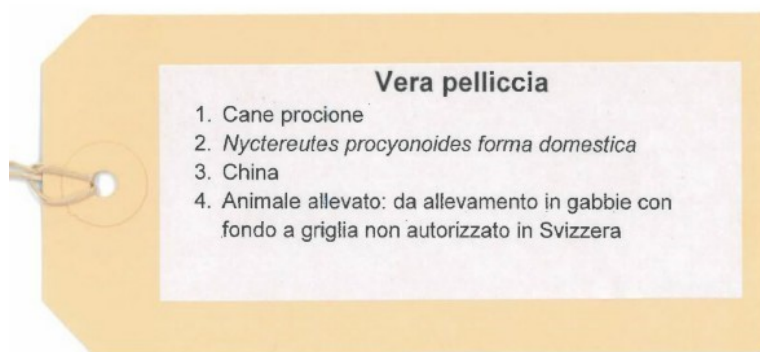 Vera pelliccia
1. Cane procione
2. Nyctereutes procyonoides forma domestica
3. China
4. Animale allevato: da allevamento in gabbie con
fondo a griglia non autorizzato in Svizzera